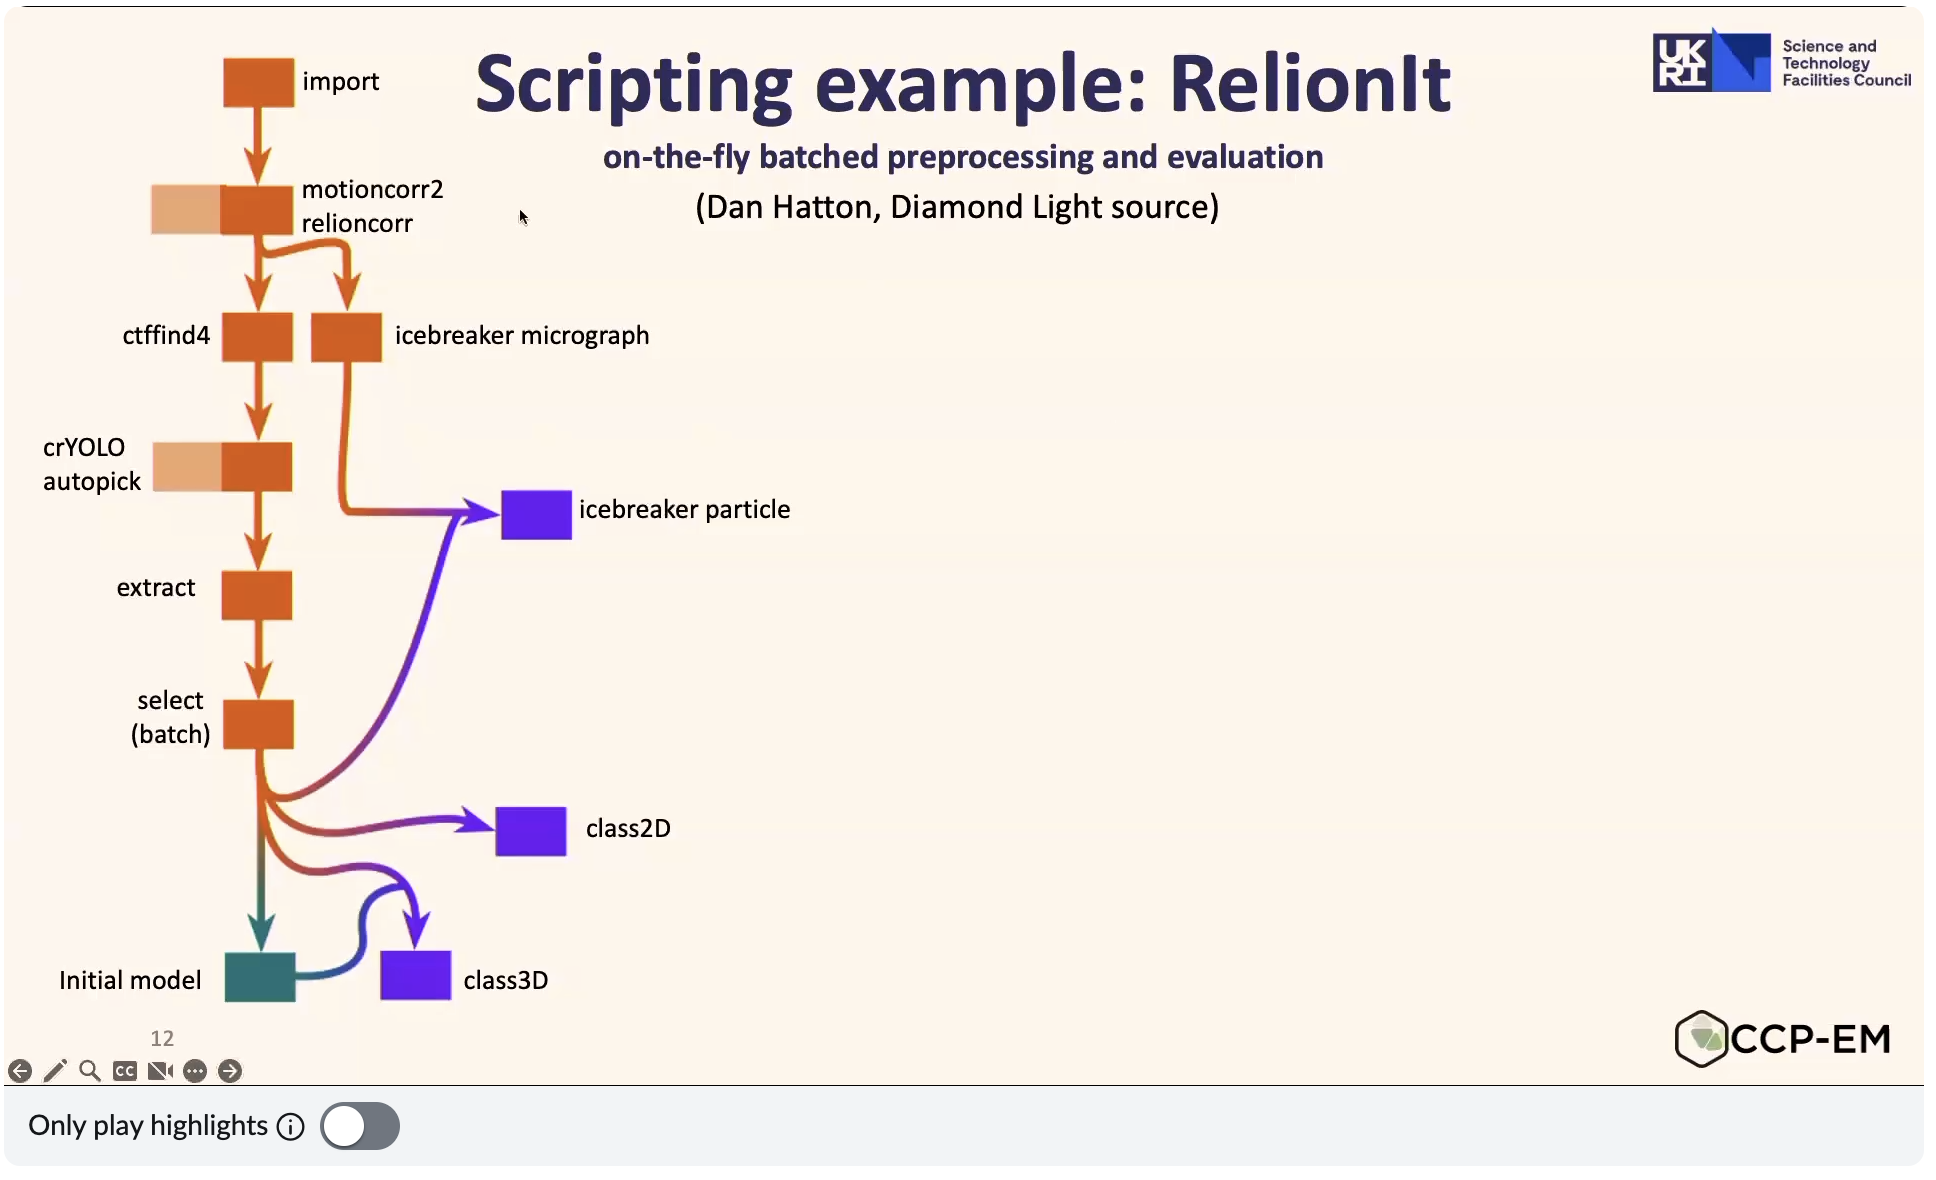 Scripting example: RelionIt
on-the-fly batched preprocessing and evaluation
(Dan Hatton, Diamond Light source)
UK
RI
Science and
Technology
Facilities Council
import
motioncorr2
relioncorr
ctffind4
icebreaker micrograph
crYOLO
autopick
icebreaker particle
extract
select
(batch)
class2D
Initial model
class3D
12
CC
CCP-EM
Only play highlights